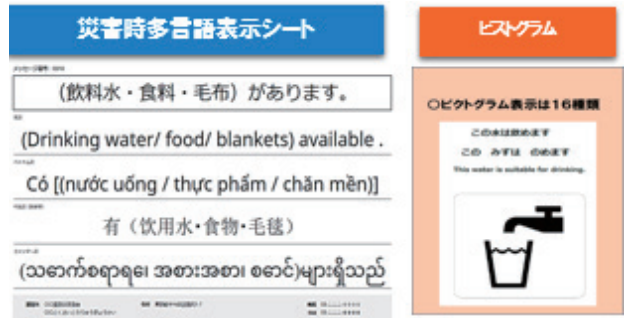 災害時多言語表示シート
(飲料水・食料・毛布)があります。
(Drinking water/ food/ blankets) available .
Có [(nước uống / thực phẩm / chăn mền)]
有(饮用水・食物・毛毯)
(သောက်စရာရေ၊ အစားအစာ၊ စောင်)များရှိသည်
ピストグラム
○ピクトグラム表示は16種類
この水は飲めます
この みずは のめます
This water is suitable for drinking.